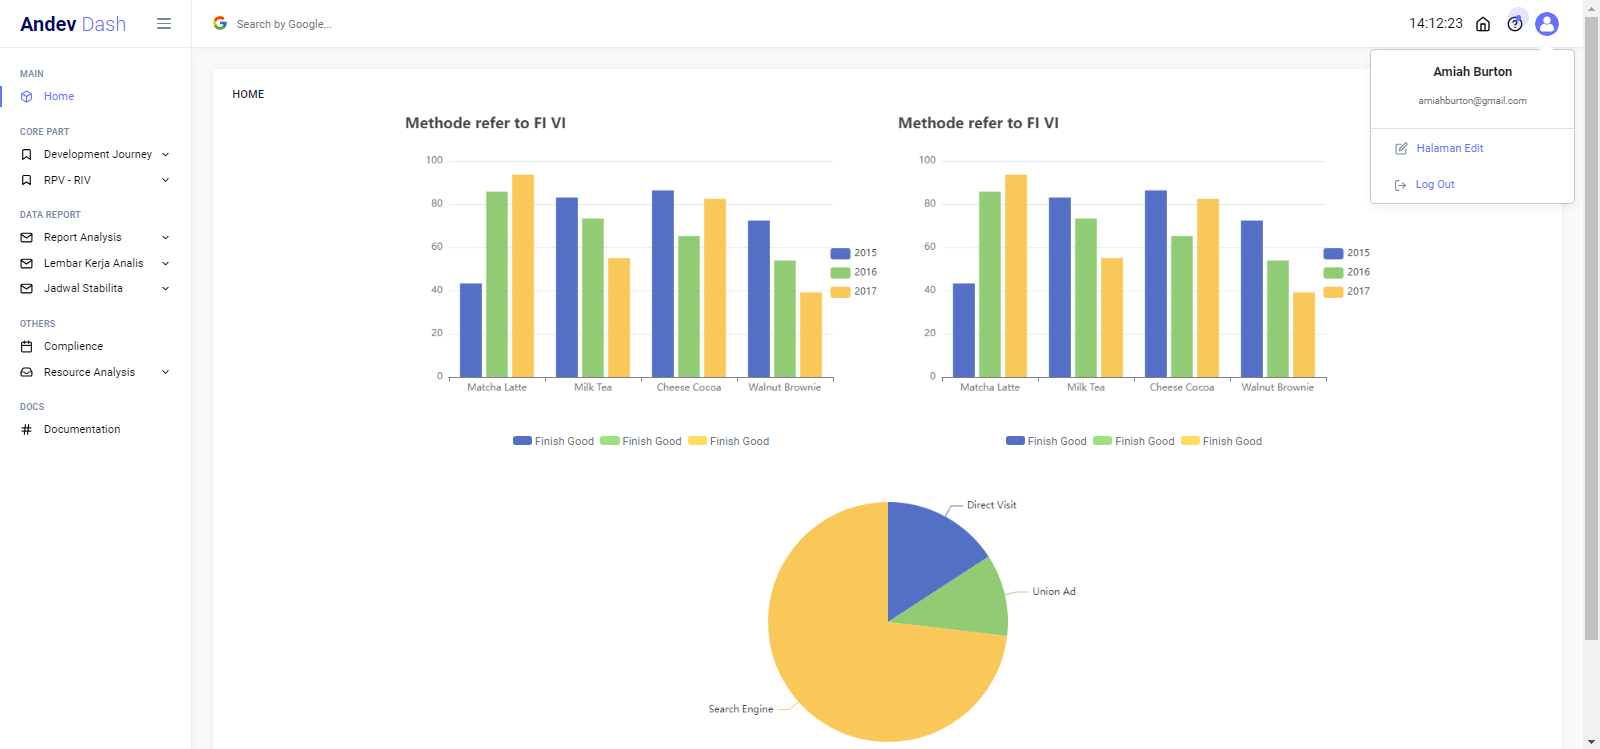 Andev Dash
Search by Google...
14:12:23
MAIN
Home
CORE PART
Development Journey
RPV - RIV
DATA REPORT
Report Analysis
Lembar Kerja Analis
Jadwal Stabilita
OTHERS
Complience
Resource Analysis
DOCS
Documentation
Amiah Burton
amiahburton@gmail.com
Halaman Edit
Log Out
HOME
Methode refer to FI VI
100
80
60
40
20
0
Matcha Latte Milk Tea Cheese Cocoa Walnut Brownie
2015
2016
2017
Finish Good Finish Good Finish Good
Methode refer to FI VI
100
80
60
40
20
0
Matcha Latte Milk Tea Cheese Cocoa Walnut Brownie
2015
2016
2017
Finish Good Finish Good Finish Good
Direct Visit
Union Ad
Search Engine